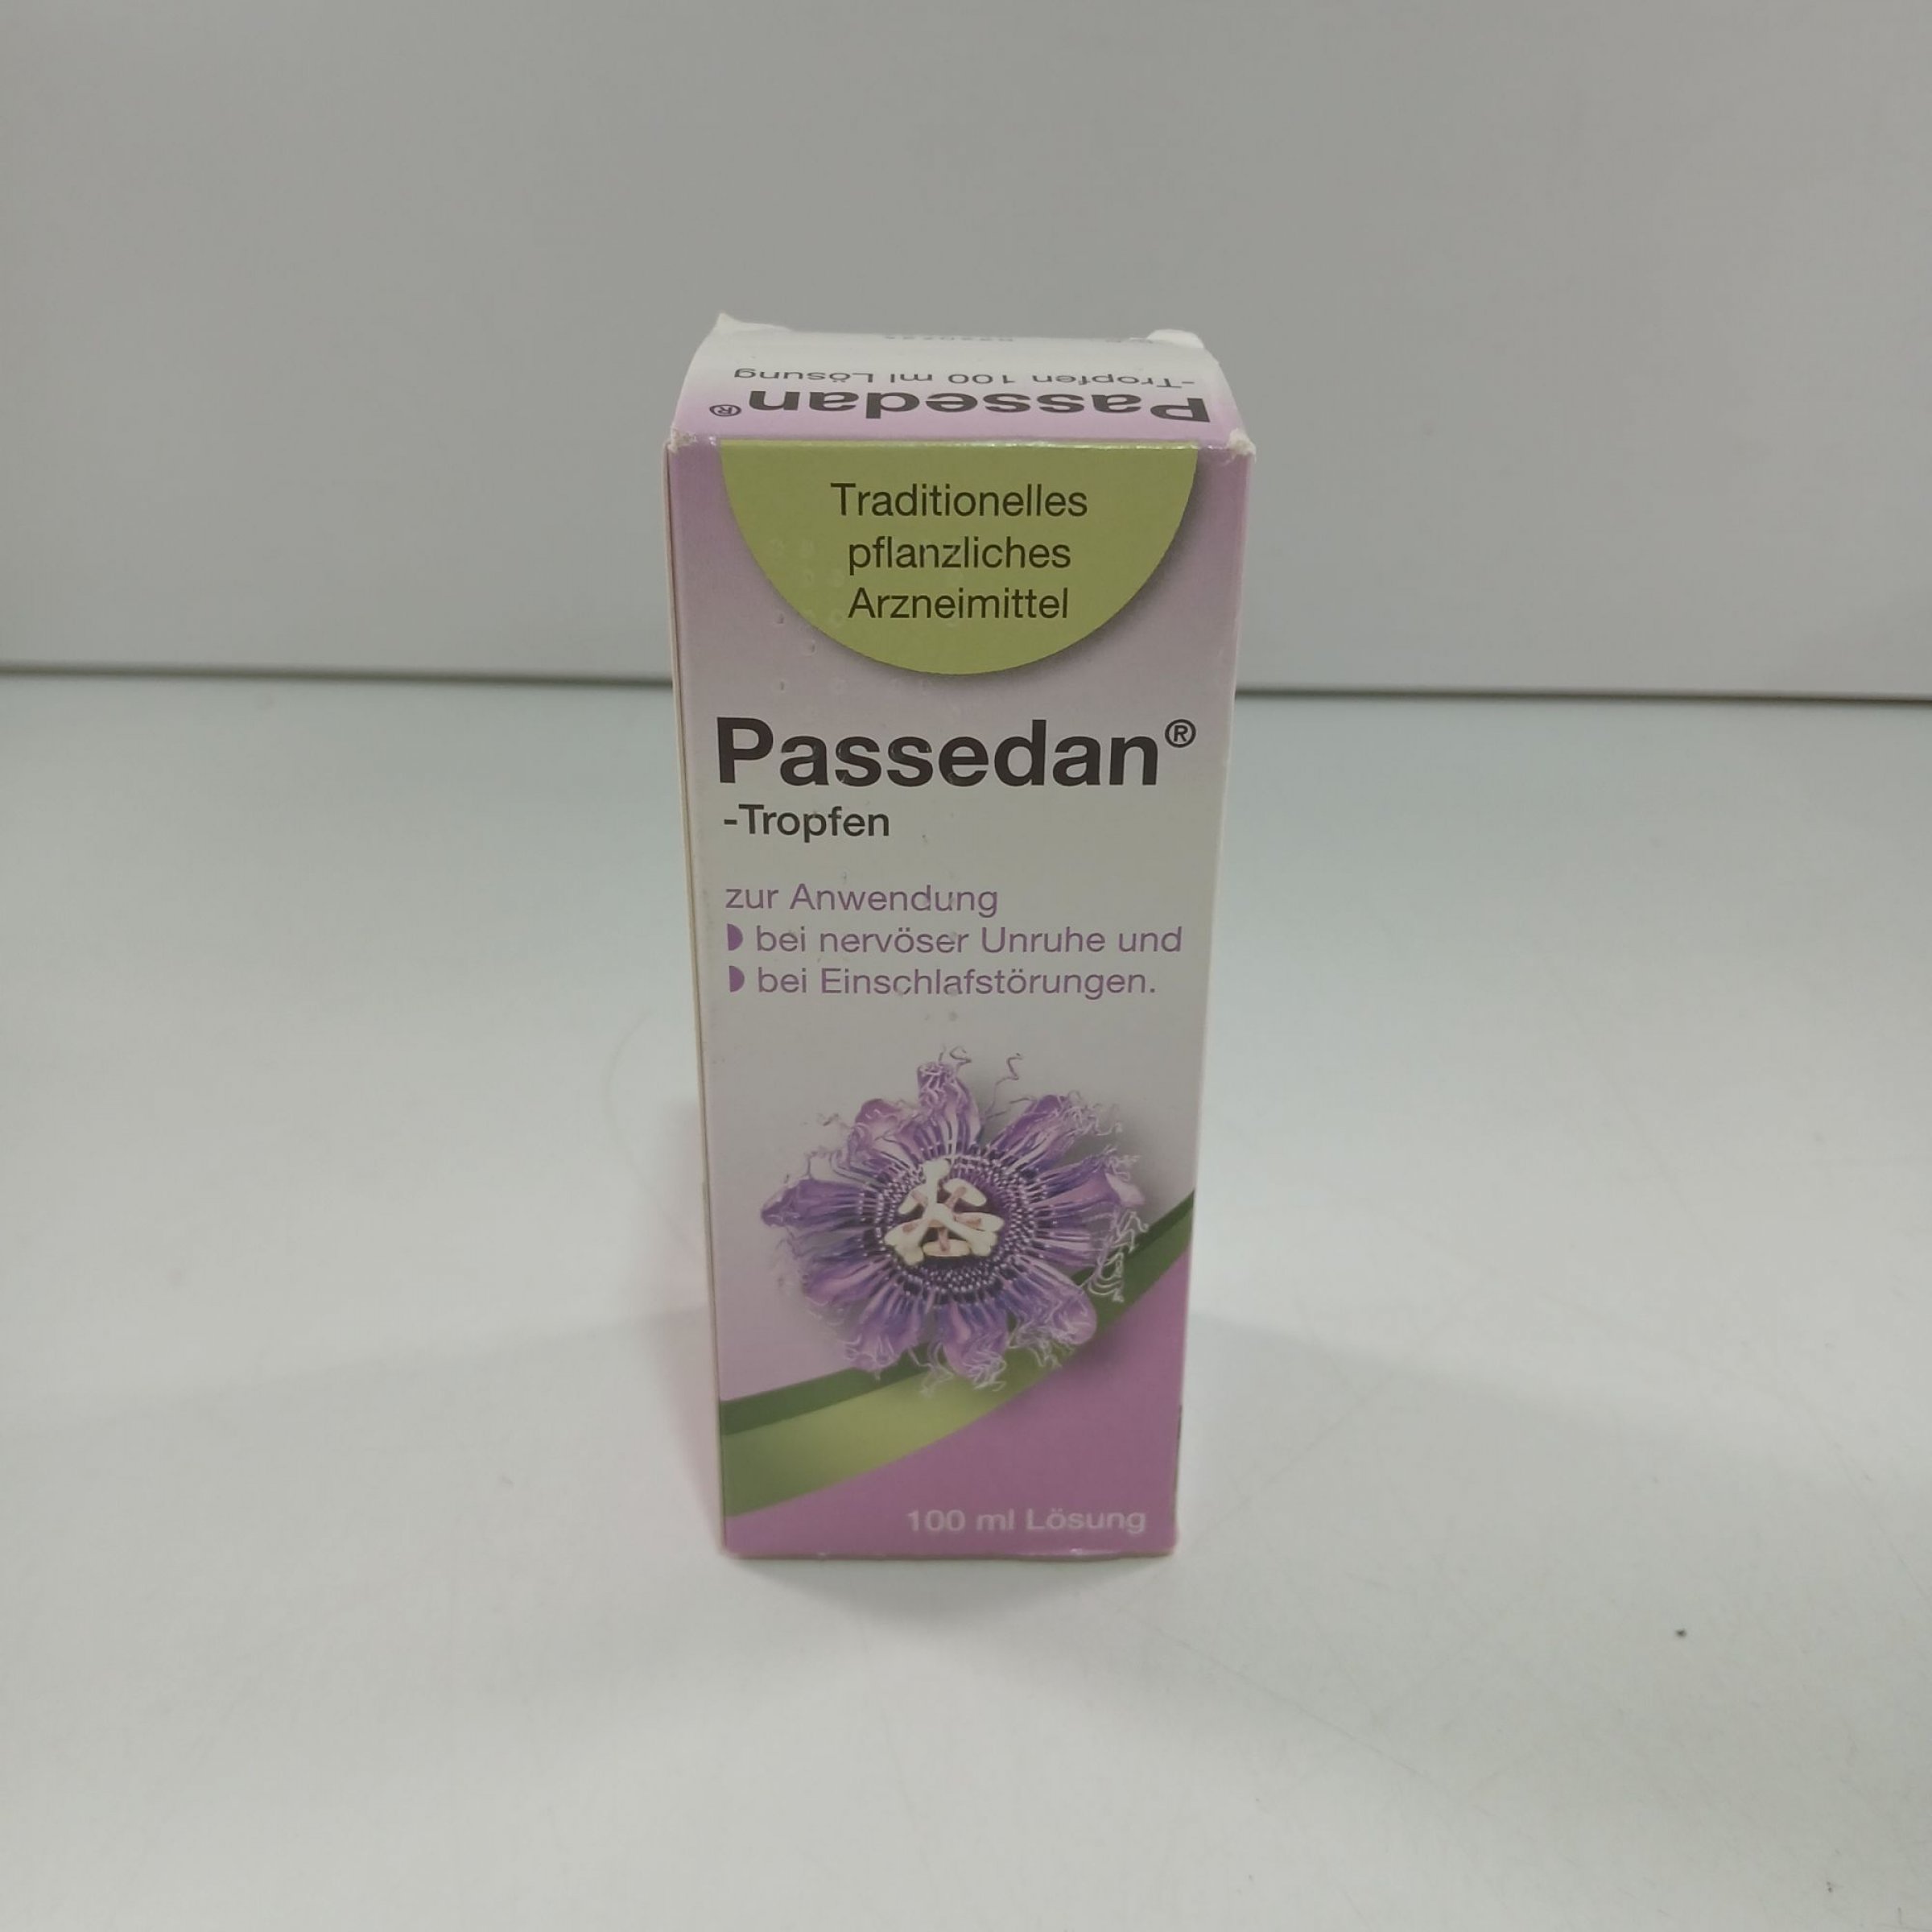 -Tropfen 100 ml Lösung
Passedan®
Traditionelles
pflanzliches
Arzneimittel
Passedan®
-Tropfen
zur Anwendung
bei nervöser Unruhe und
bei Einschlafstörungen.
100 ml Lösung